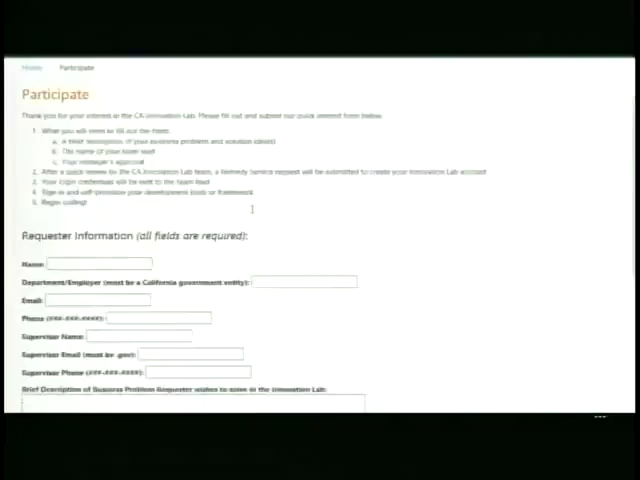 Home Participate
Participate
Thank you for your interest in the CA Innovation Lab. Please fill out and submit our quick interest form below.
1. What you will need to fill out the form:
a. A brief description of your business problem and solution idea(s)
b. The name of your team lead
c. Your manager's approval
2. After a quick review by the CA Innovation Lab team, a Remedy Service request will be submitted to create your Innovation Lab account
3. Your login credentials will be sent to the team lead
4. Sign in and self-provision your development tools or framework
5. Begin coding!
Requester Information (all fields are required):
Name:
Department/Employer (must be a California government entity):
Email:
Phone (###-###-####):
Supervisor Name:
Supervisor Email (must be .gov):
Supervisor Phone (###-###-####):
Brief Description of Business Problem Requester wishes to solve in the Innovation Lab: